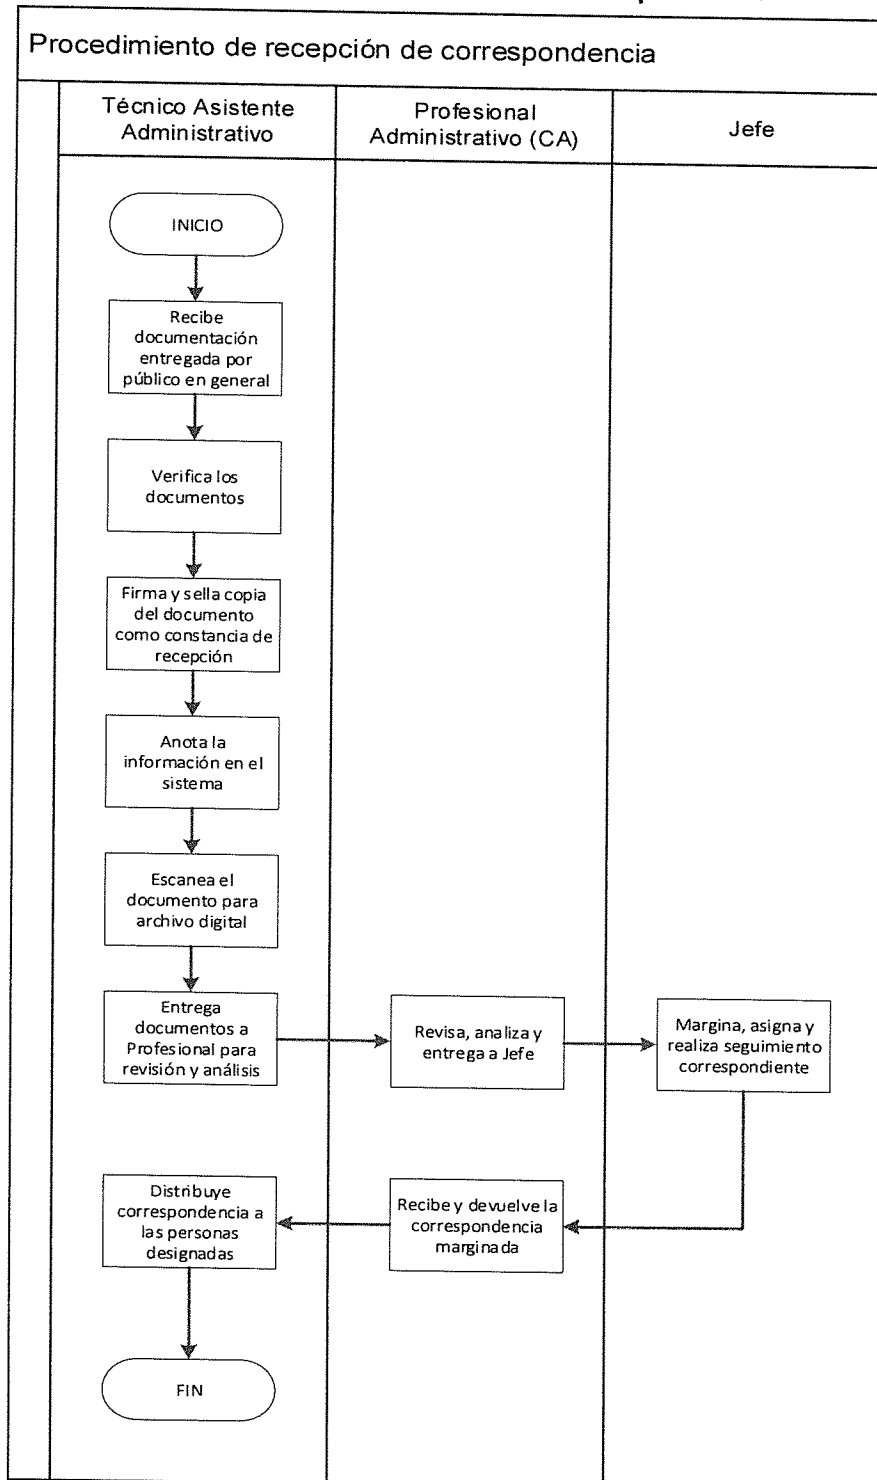 Procedimiento de recepción de correspondencia
Técnico Asistente
Administrativo
Profesional
Administrativo (CA)
Jefe
INICIO
Recibe
documentación
entregada por
público en general
Verifica los
documentos
Firma y sella copia
del documento
como constancia de
recepción
Anota la
información en el
sistema
Escanea el
documento para
archivo digital
Entrega
documentos a
Profesional para
revisión y análisis
Revisa, analiza y
entrega a Jefe
Margina, asigna y
realiza seguimiento
correspondiente
Distribuye
correspondencia a
las personas
designadas
Recibe y devuelve la
correspondencia
marginada
FIN